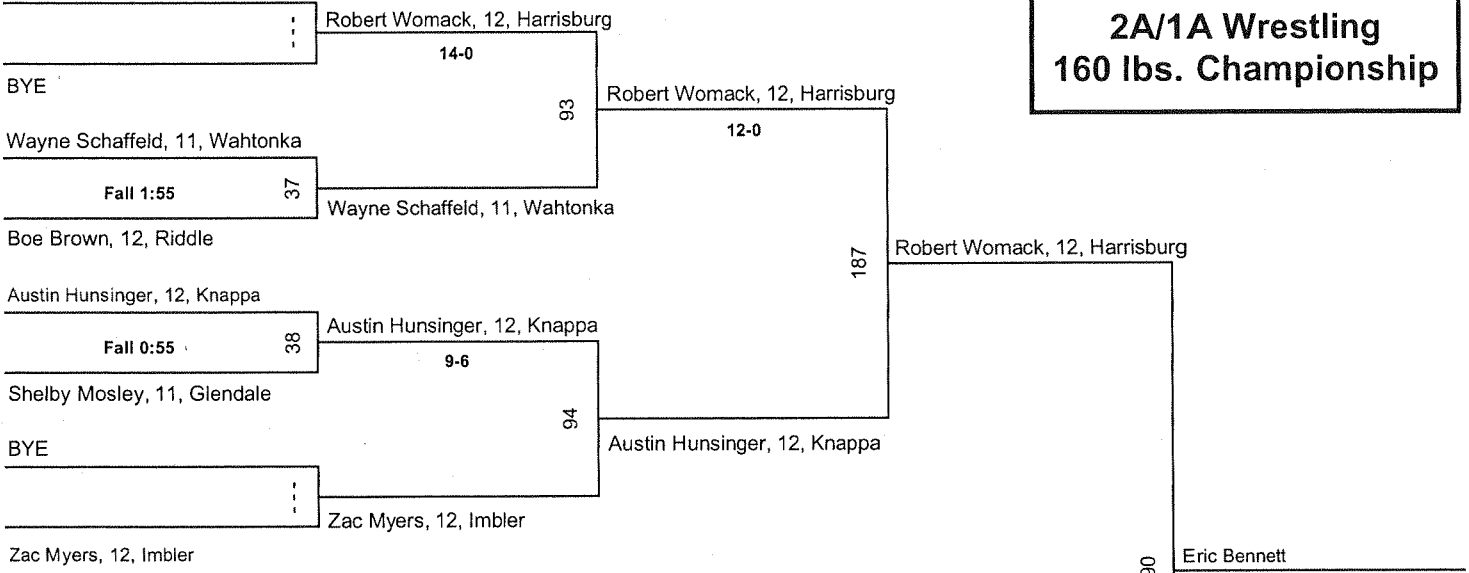 Robert Womack, 12, Harrisburg
14-0
BYE
93
Robert Womack, 12, Harrisburg
12-0
Wayne Schaffeld, 11, Wahtonka
Fall 1:55
37
Wayne Schaffeld, 11, Wahtonka
Boe Brown, 12, Riddle
187
Robert Womack, 12, Harrisburg
Austin Hunsinger, 12, Knappa
Fall 0:55
38
Austin Hunsinger, 12, Knappa
9-6
Shelby Mosley, 11, Glendale
94
Austin Hunsinger, 12, Knappa
BYE
Zac Myers, 12, Imbler
Zac Myers, 12, Imbler
Eric Bennett
2A/1A Wrestling
160 lbs. Championship